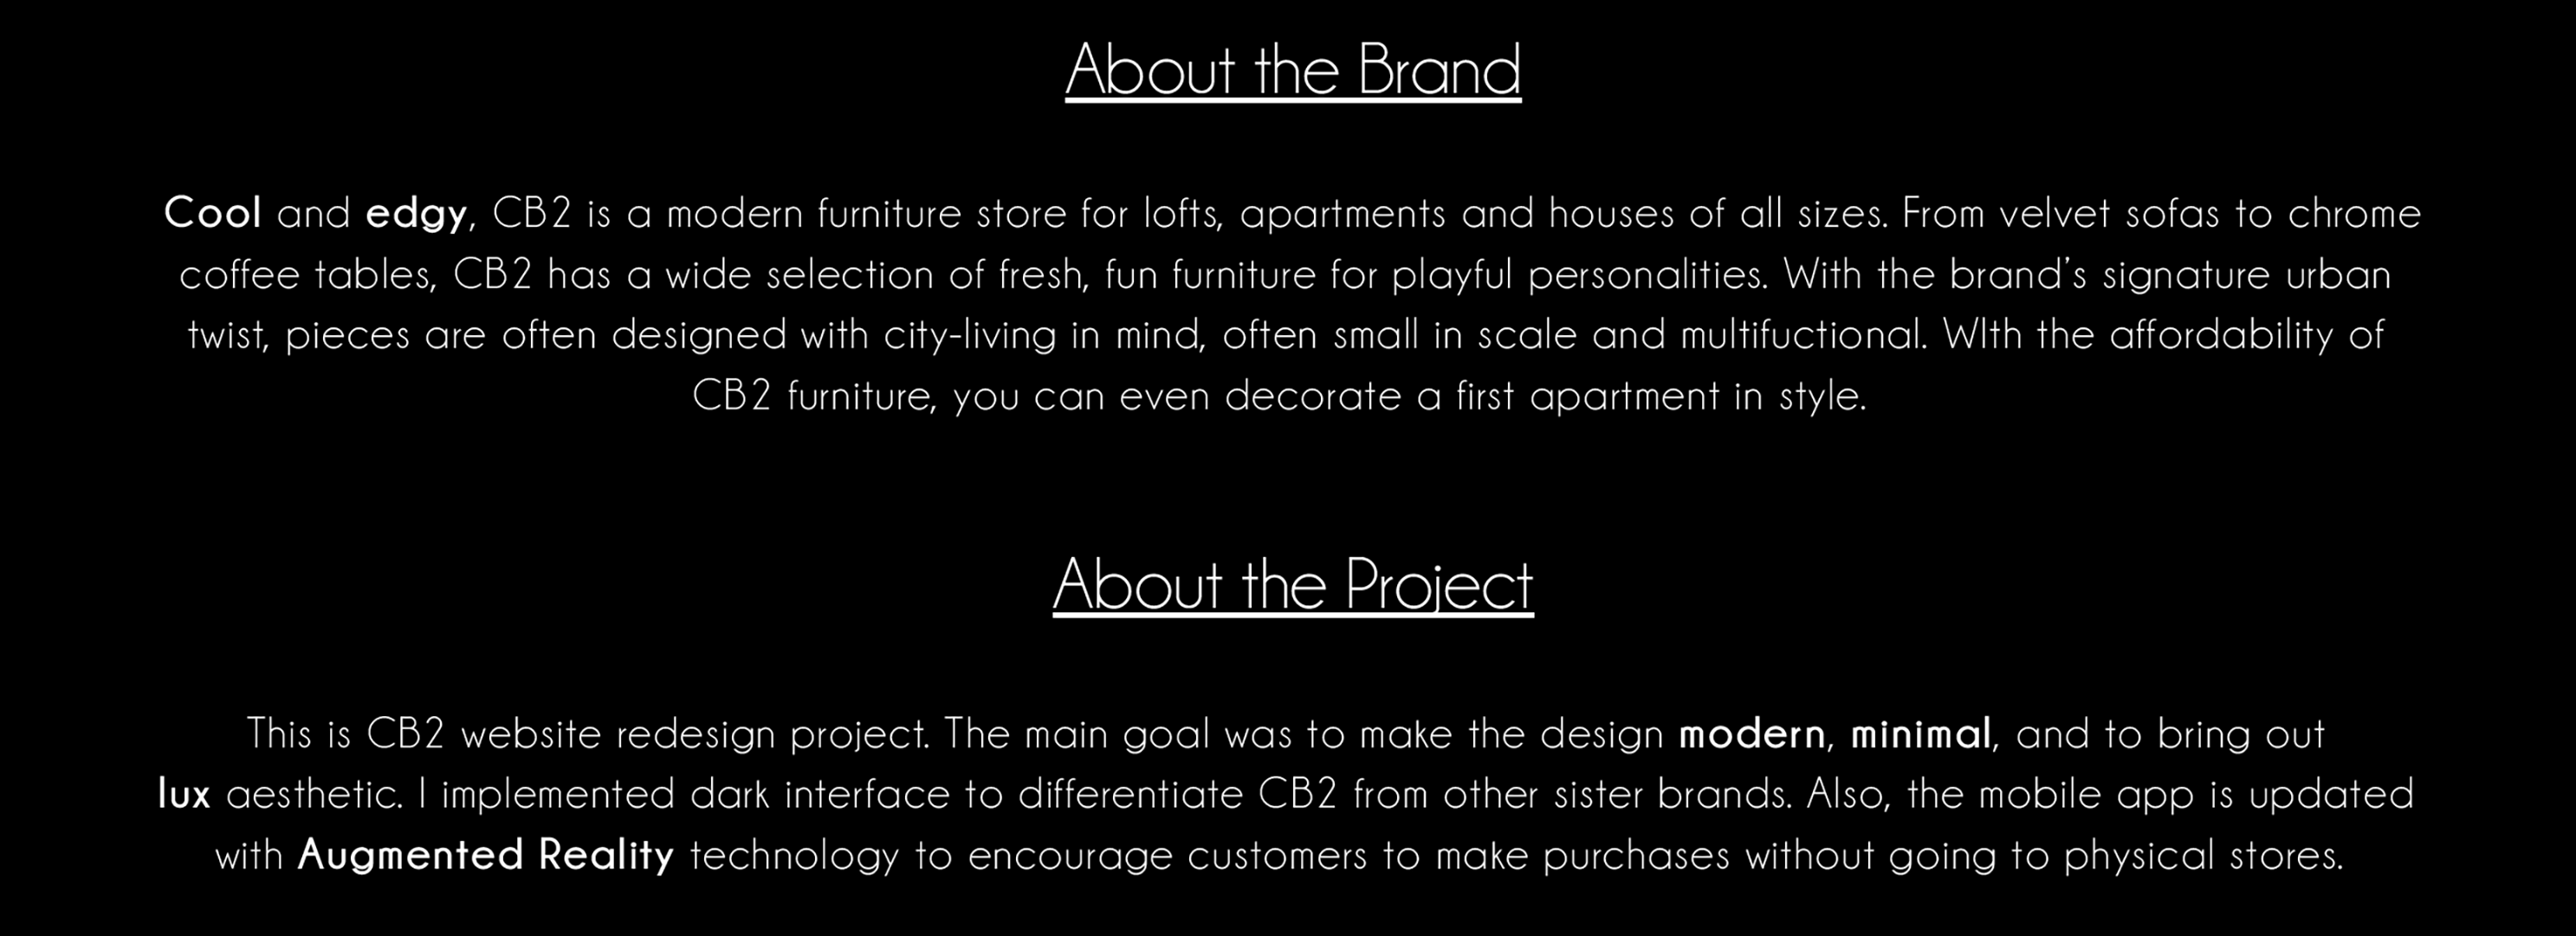 About the Brand
Cool and edgy, CB2 is a modern furniture store for lofts, apartments and houses of all sizes. From velvet sofas to chrome
coffee tables, CB2 has a wide selection of fresh, fun furniture for playful personalities. With the brand’s signature urban
twist, pieces are often designed with city-living in mind, often small in scale and multifuctional. WIth the affordability of
CB2 furniture, you can even decorate a first apartment in style.
About the Project
This is CB2 website redesign project. The main goal was to make the design modern, minimal, and to bring out
lux aesthetic. I implemented dark interface to differentiate CB2 from other sister brands. Also, the mobile app is updated
with Augmented Reality technology to encourage customers to make purchases without going to physical stores.